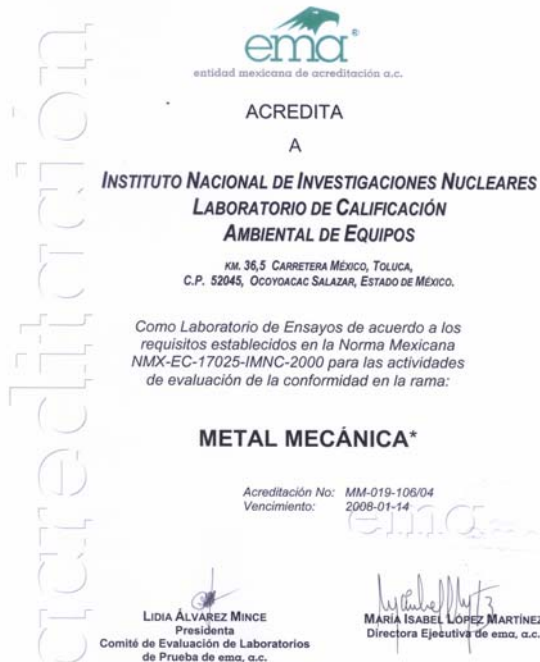 acreditación
ema®
entidad mexicana de acreditación a.c.
ACREDITA
A
INSTITUTO NACIONAL DE INVESTIGACIONES NUCLEARES
LABORATORIO DE CALIFICACIÓN
AMBIENTAL DE EQUIPOS
KM. 36,5 CARRETERA MÉXICO, TOLUCA,
C.P. 52045, OCOYOACAC SALAZAR, ESTADO DE MÉXICO.
Como Laboratorio de Ensayos de acuerdo a los
requisitos establecidos en la Norma Mexicana
NMX-EC-17025-IMNC-2000 para las actividades
de evaluación de la conformidad en la rama:
METAL MECÁNICA*
Acreditación No: MM-019-106/04
Vencimiento: 2008-01-14
ema
LIDIA ÁLVAREZ MINCE
Presidenta
Comité de Evaluación de Laboratorios
de Prueba de ema, a.c.
MARÍA ISABEL LÓPEZ MARTÍNEZ
Directora Ejecutiva de ema, a.c.